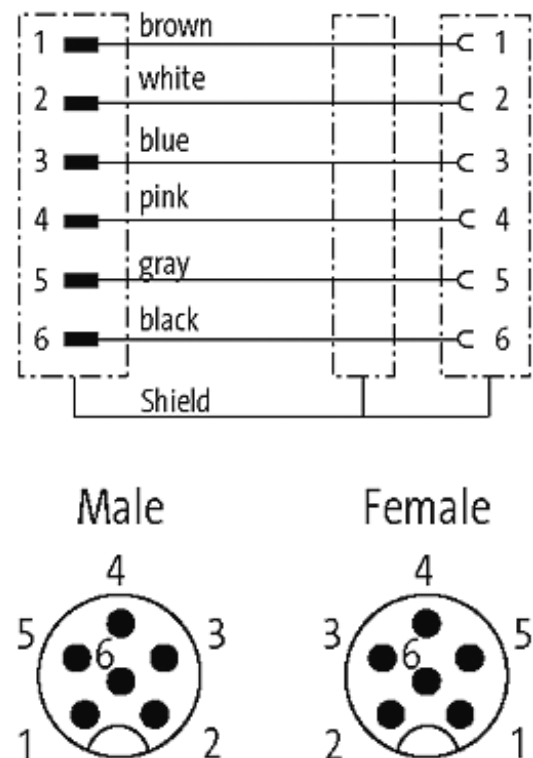 1 brown 1
2 white 2
3 blue 3
4 pink 4
5 gray 5
6 black 6
Shield
Male Female
4 4
5 6 3 3 6 5
1 2 2 1